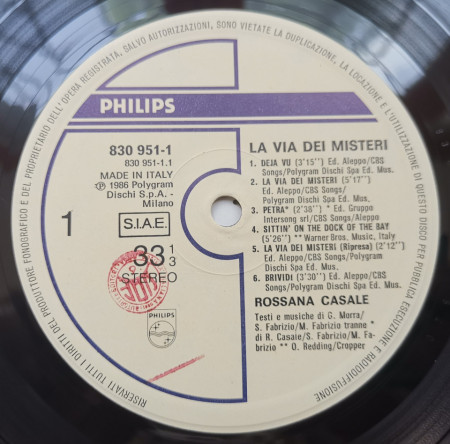 RISERVATI TUTTI I DIRITTI DEL PRODUTTORE FONOGRAFICO E DEL PROPRIETARIO DELL'OPERA REGISTRATA, SALVO AUTORIZZAZIONI, SONO VIETATE LA DUPLICAZIONE, LA LOCAZIONE E L'UTILIZZAZIONE DI QUESTO DISCO PER PUBBLICA ESECUZIONE E RADIODIFFUSIONE
PHILIPS
830 951-1
830 951-1.1
MADE IN ITALY
Ⓟ 1986 Polygram
Dischi S.p.A. -
Milano
1
S.I.A.E.
33 1/3
STEREO
PHILIPS
LA VIA DEI MISTERI
1. DEJA VU (3'15'') Ed. Aleppo/CBS
Songs/Polygram Dischi Spa Ed. Mus.
2. LA VIA DEI MISTERI (5'17'')
Ed. Aleppo/CBS Songs/
Polygram Dischi Spa Ed. Mus.
3. PETRA* (2'38'') * Ed. Gruppo
Intersong srl/CBS Songs/Aleppo
4. SITTIN' ON THE DOCK OF THE BAY
(5'26'') **Warner Bros. Music, Italy
5. LA VIA DEI MISTERI (Ripresa) (2'12'')
Ed. Aleppo/CBS Songs/Polygram
Dischi Spa Ed. Mus.
6. BRIVIDI (3'30'') Ed. Aleppo/CBS
Songs/Polygram Dischi Spa Ed. Mus.
ROSSANA CASALE
Testi e musiche di G. Morra/
S. Fabrizio/M. Fabrizio tranne *
di R. Casale/S. Fabrizio/M. Fa-
brizio ** O. Redding/Cropper